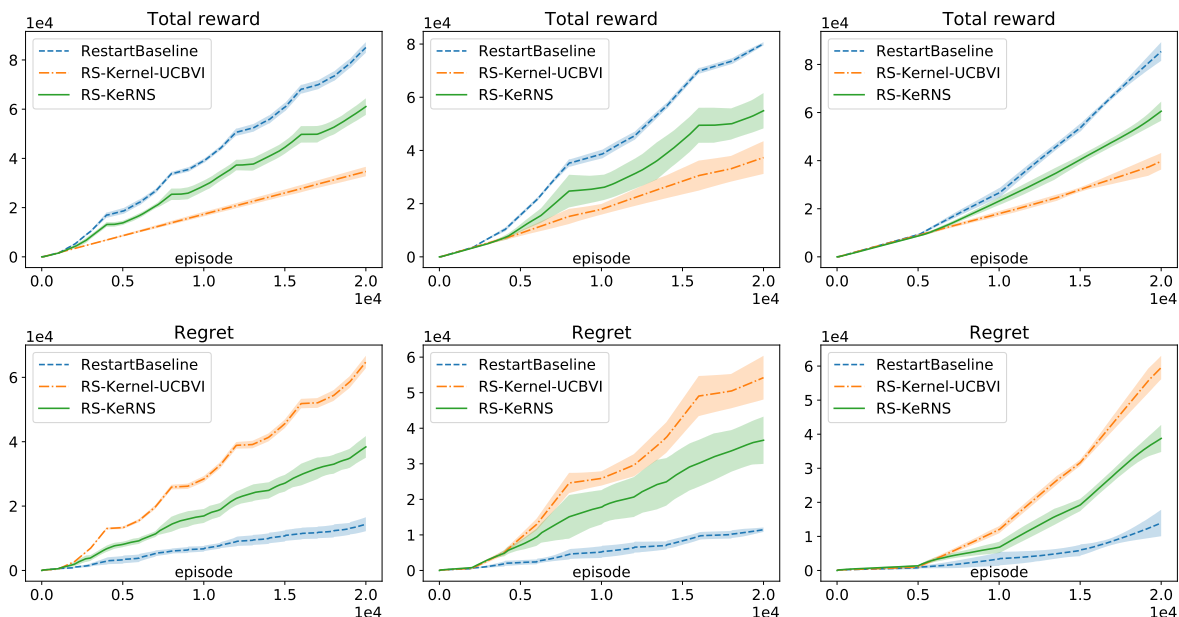 Total reward
1e4
RestartBaseline
RS-Kernel-UCBVI
RS-KeRNS
8
6
4
2
0
episode
0.0 0.5 1.0 1.5 2.0
1e4
Total reward
1e4
RestartBaseline
RS-Kernel-UCBVI
RS-KeRNS
8
6
4
2
0
episode
0.0 0.5 1.0 1.5 2.0
1e4
Total reward
1e4
RestartBaseline
RS-Kernel-UCBVI
RS-KeRNS
8
6
4
2
0
episode
0.0 0.5 1.0 1.5 2.0
1e4
Regret
1e4
RestartBaseline
RS-Kernel-UCBVI
RS-KeRNS
6
4
2
0
episode
0.0 0.5 1.0 1.5 2.0
1e4
Regret
1e4
RestartBaseline
RS-Kernel-UCBVI
RS-KeRNS
6
5
4
3
2
1
0
episode
0.0 0.5 1.0 1.5 2.0
1e4
Regret
1e4
RestartBaseline
RS-Kernel-UCBVI
RS-KeRNS
6
5
4
3
2
1
0
episode
0.0 0.5 1.0 1.5 2.0
1e4